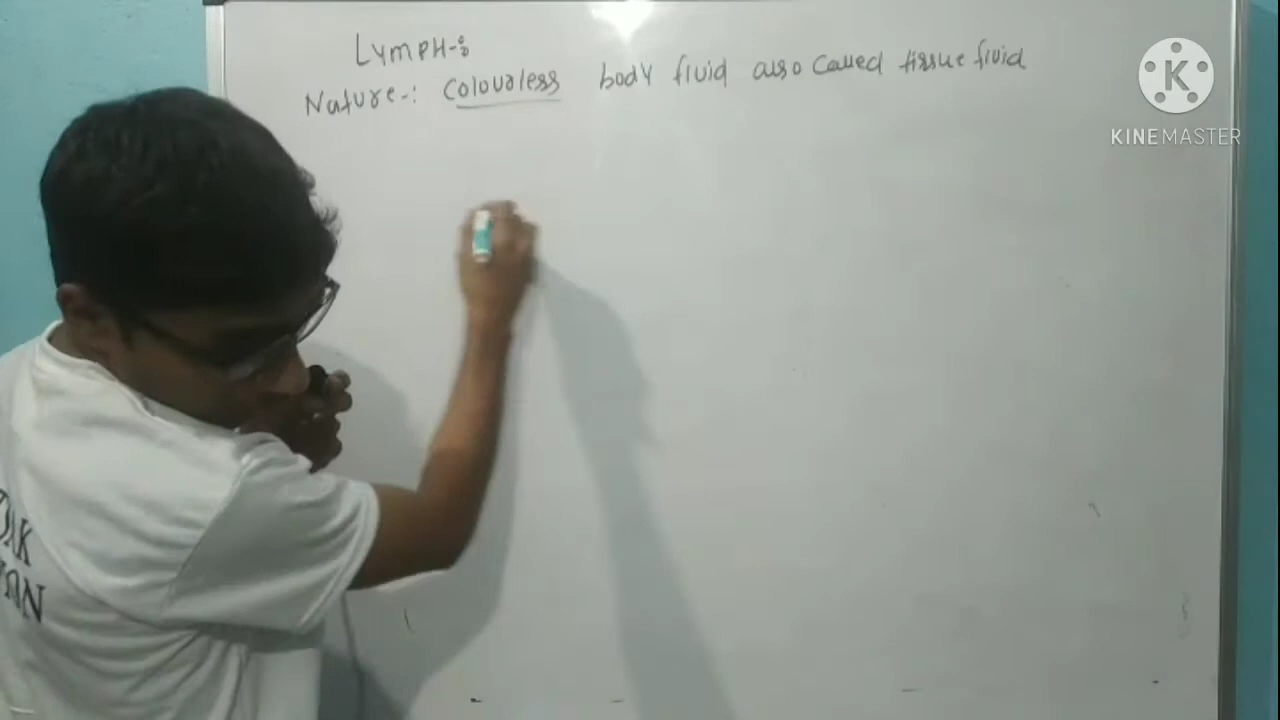 LYMPH-:
Nature-: Colourless body fluid also called tissue fluid
K
KINEMASTER